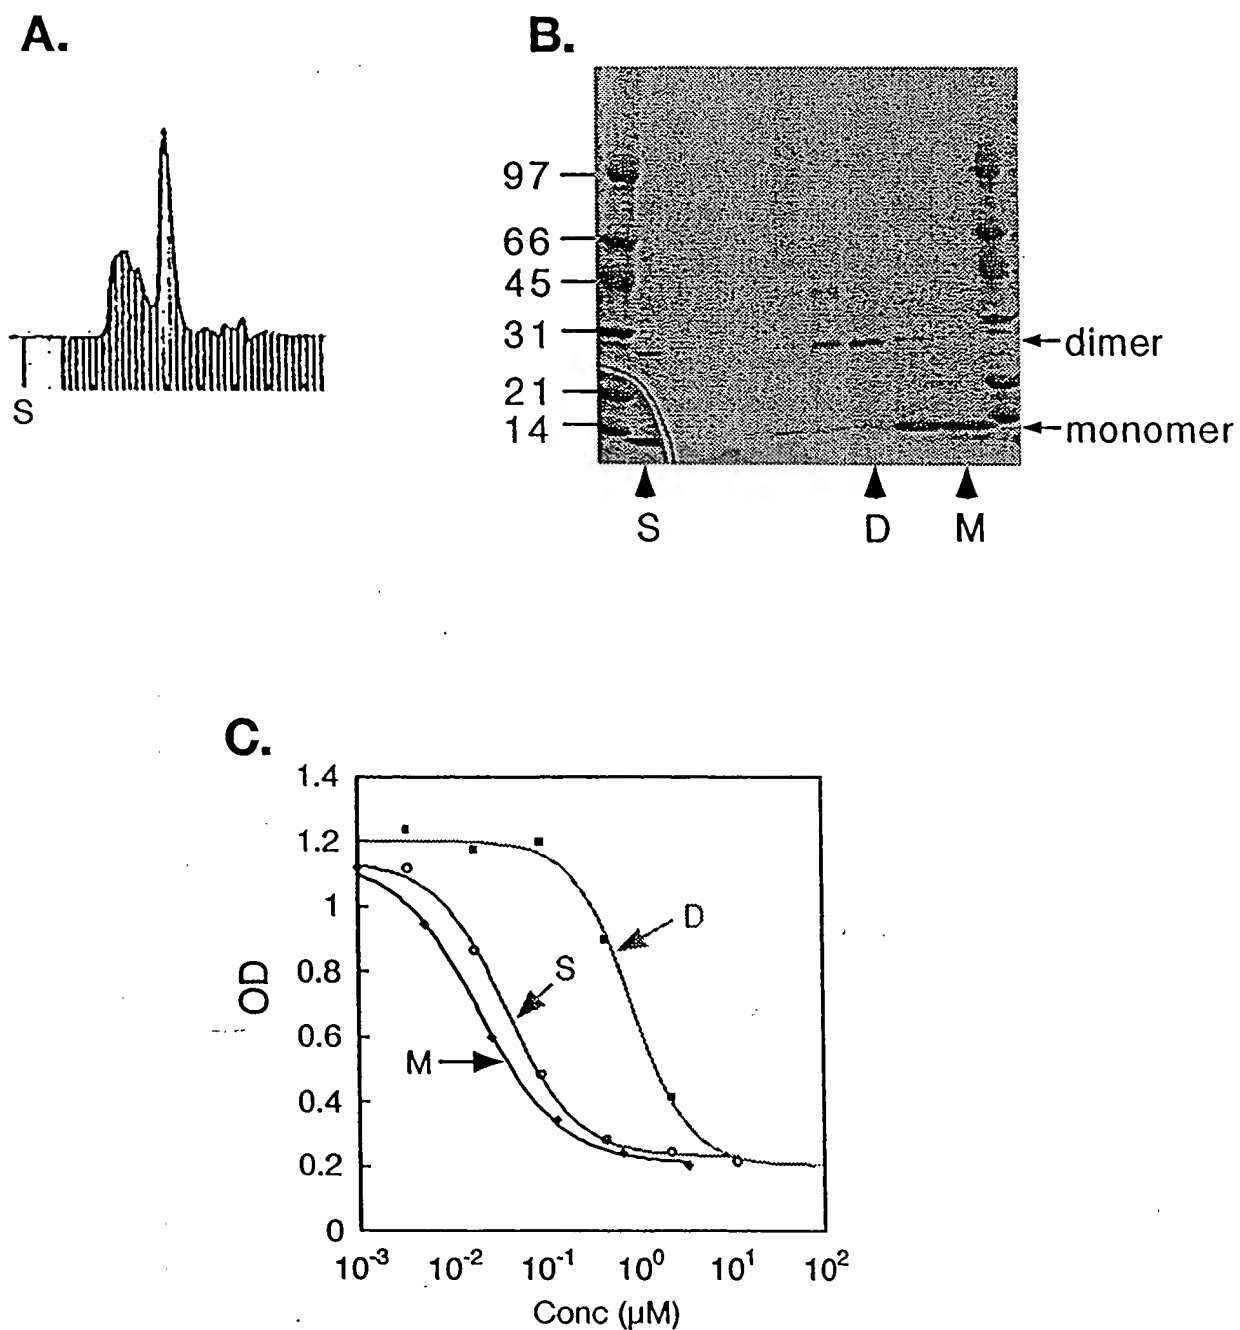 A.
S
B.
97
66
45
31
21
14
dimer
monomer
S D M
C.
1.4
1.2
1
0.8
0.6
0.4
0.2
0
OD
D
S
M
10⁻³ 10⁻² 10⁻¹ 10⁰ 10¹ 10²
Conc (µM)